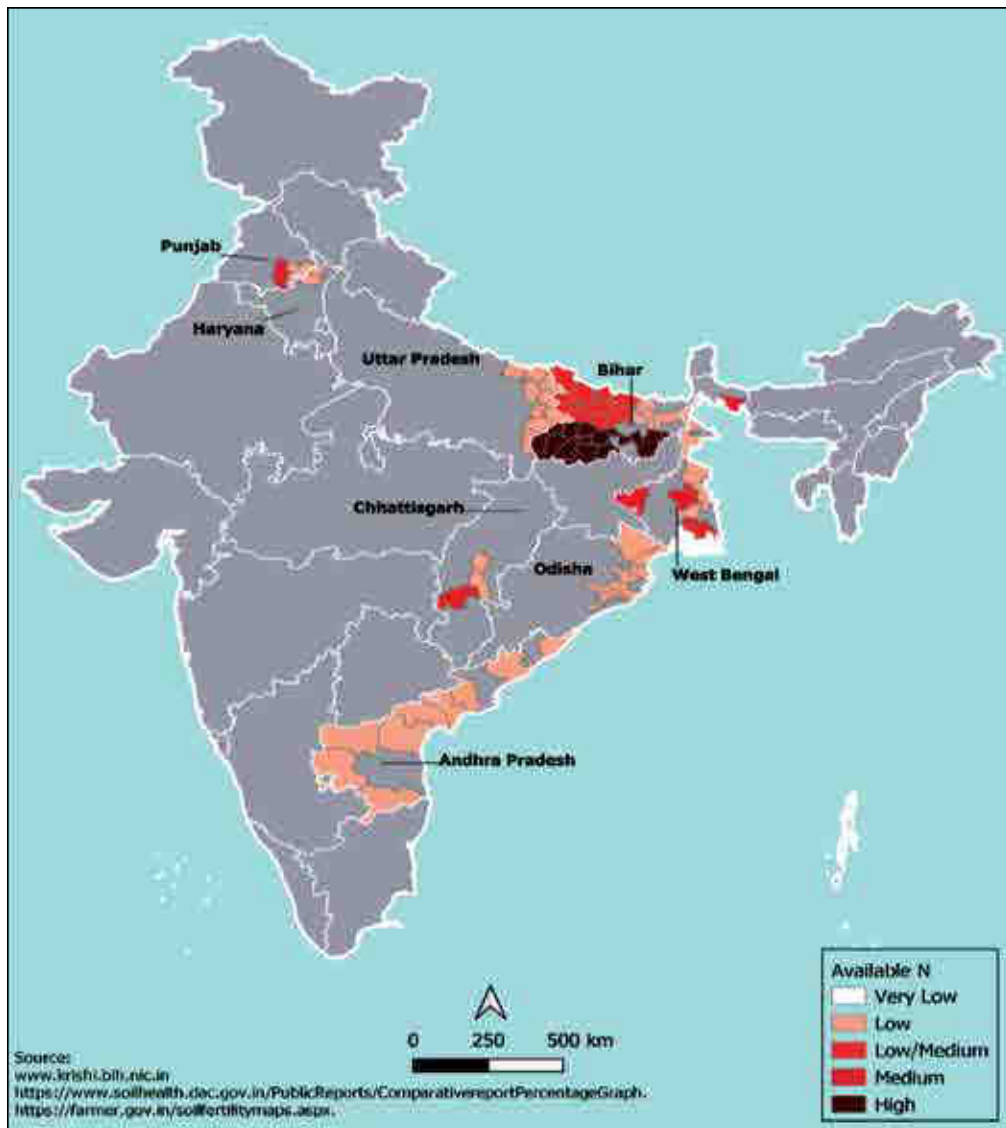 Punjab
Haryana
Uttar Pradesh
Bihar
Chhattisgarh
Odisha
West Bengal
Andhra Pradesh
Available N
Very Low
Low
Low/Medium
Medium
High
0 250 500 km
Source:
www.krishi.bih.nic.in
https://www.soilhealth.dac.gov.in/PublicReports/ComparativereportPercentageGraph.
https://farmer.gov.in/soilfertilitymaps.aspx.